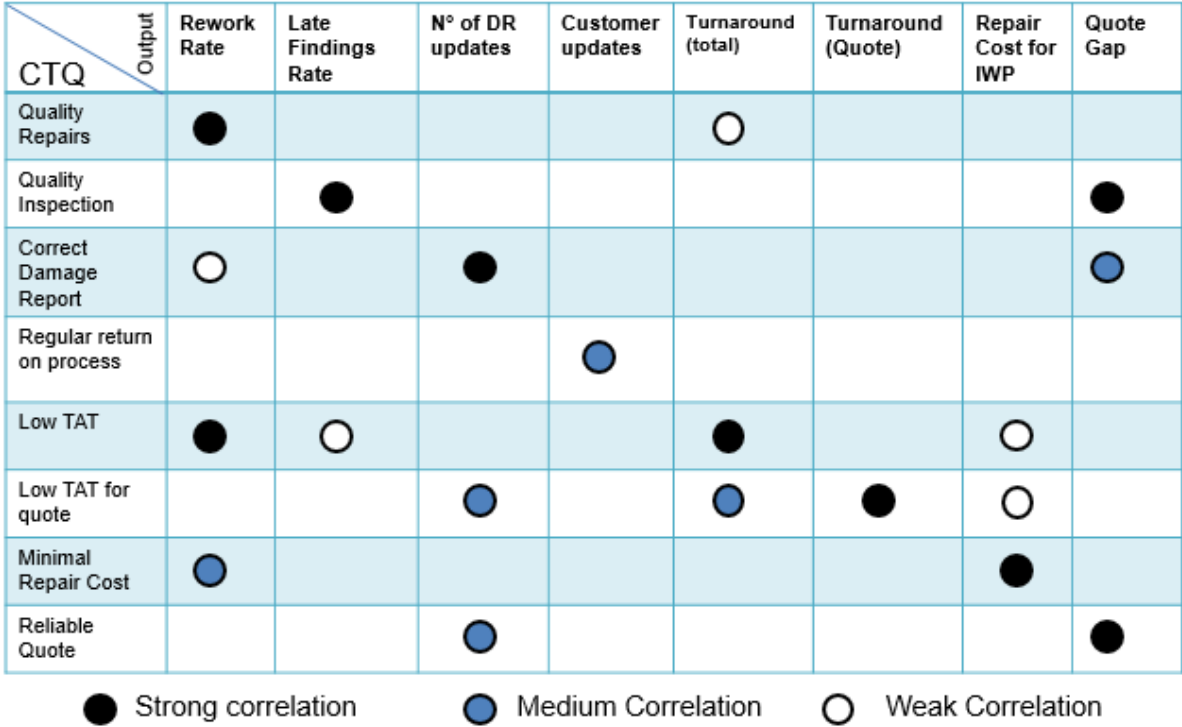 Output
CTQ
Rework
Rate
Late
Findings
Rate
N° of DR
updates
Customer
updates
Turnaround
(total)
Turnaround
(Quote)
Repair
Cost for
IWP
Quote
Gap
Quality
Repairs
Quality
Inspection
Correct
Damage
Report
Regular return
on process
Low TAT
Low TAT for
quote
Minimal
Repair Cost
Reliable
Quote
Strong correlation
Medium Correlation
Weak Correlation